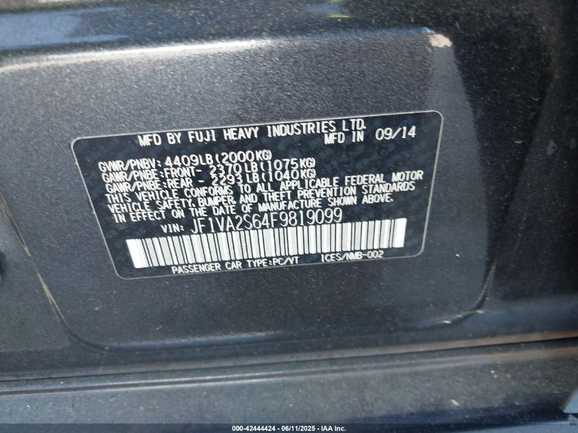 MFD BY FUJI HEAVY INDUSTRIES LTD.
MFD IN 09/14
GVWR/PNBV: 4409LB(2000KG)
GAWR/PNBE:FRONT- 2370LB(1075KG)
GAWR/PNBE:REAR - 2293LB(1040KG)
THIS VEHICLE CONFORMS TO ALL APPLICABLE FEDERAL MOTOR
VEHICLE SAFETY,BUMPER,AND THEFT PREVENTION STANDARDS
IN EFFECT ON THE DATE OF MANUFACTURE SHOWN ABOVE.
VIN: JF1VA2S64F9819099
PASSENGER CAR TYPE:PC/VT ICES/NMB-002
000-42444424 - 06/11/2025 - IAA Inc.